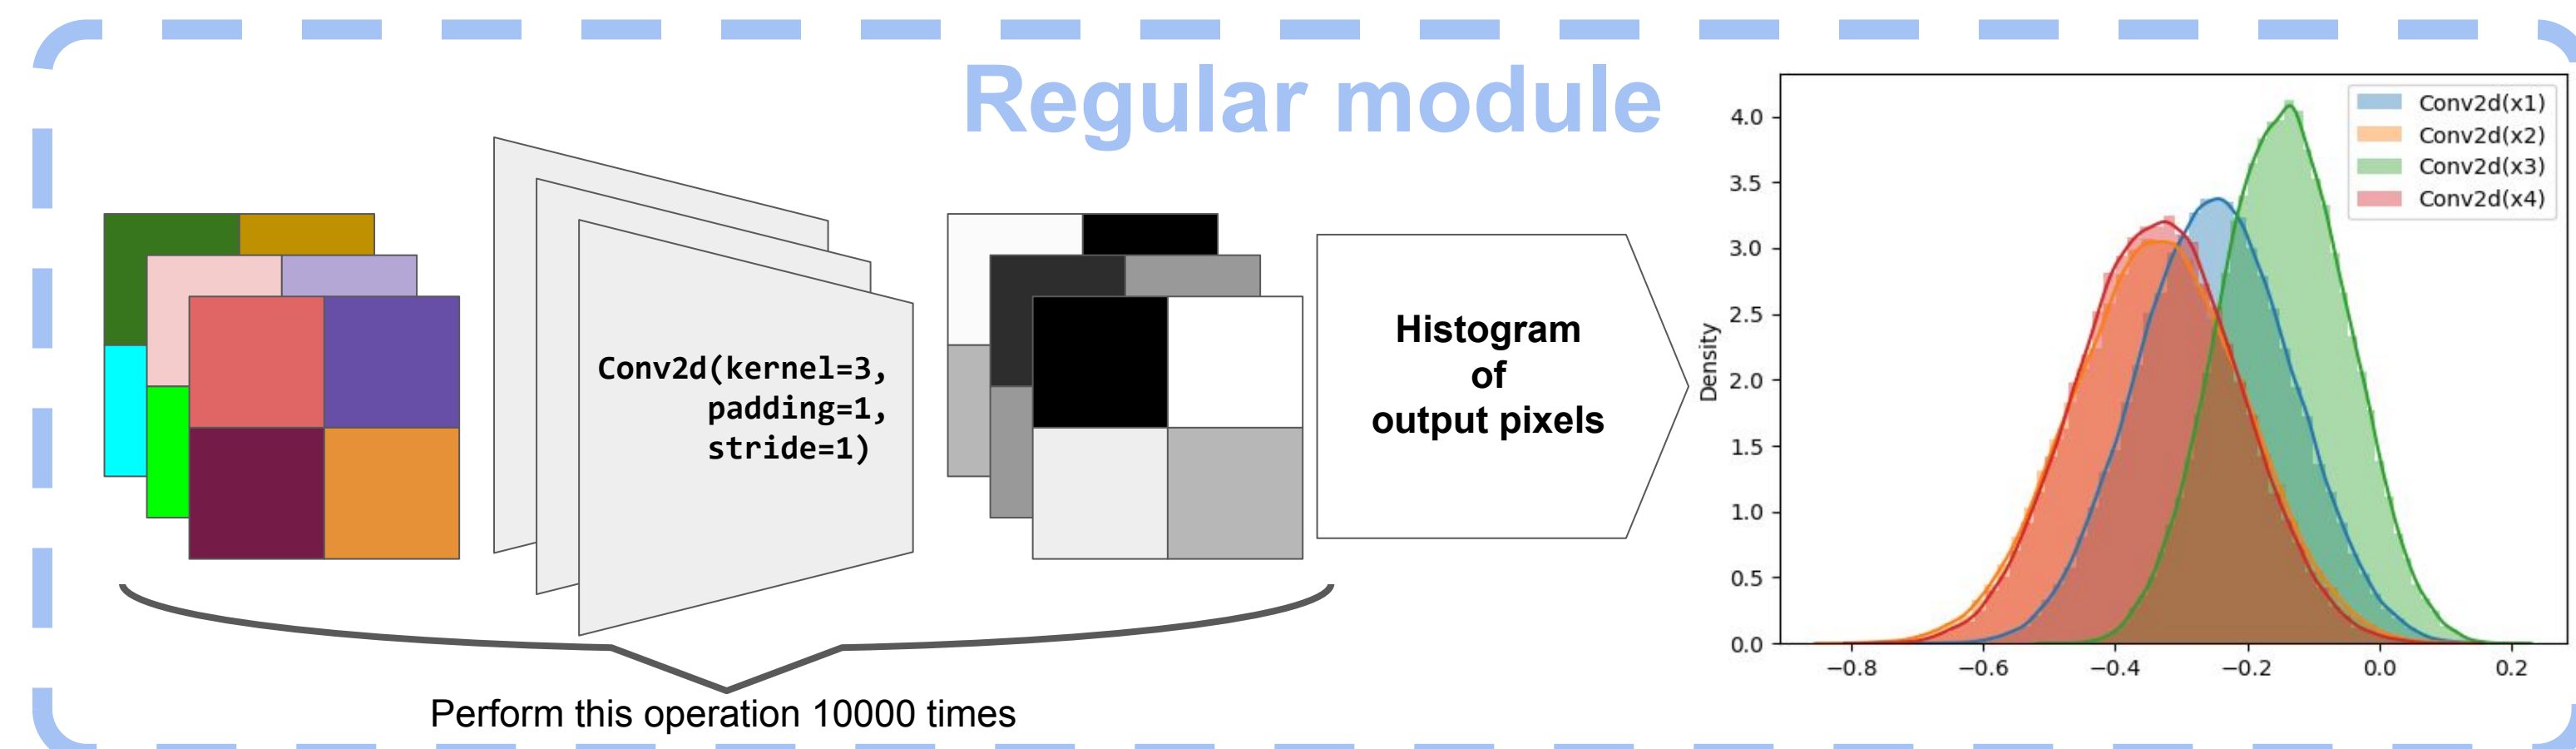 Regular module
Conv2d(kernel=3,
padding=1,
stride=1)
Histogram
of
output pixels
Perform this operation 10000 times
Density
4.0
3.5
3.0
2.5
2.0
1.5
1.0
0.5
0.0
−0.8 −0.6 −0.4 −0.2 0.0 0.2
Conv2d(x1)
Conv2d(x2)
Conv2d(x3)
Conv2d(x4)